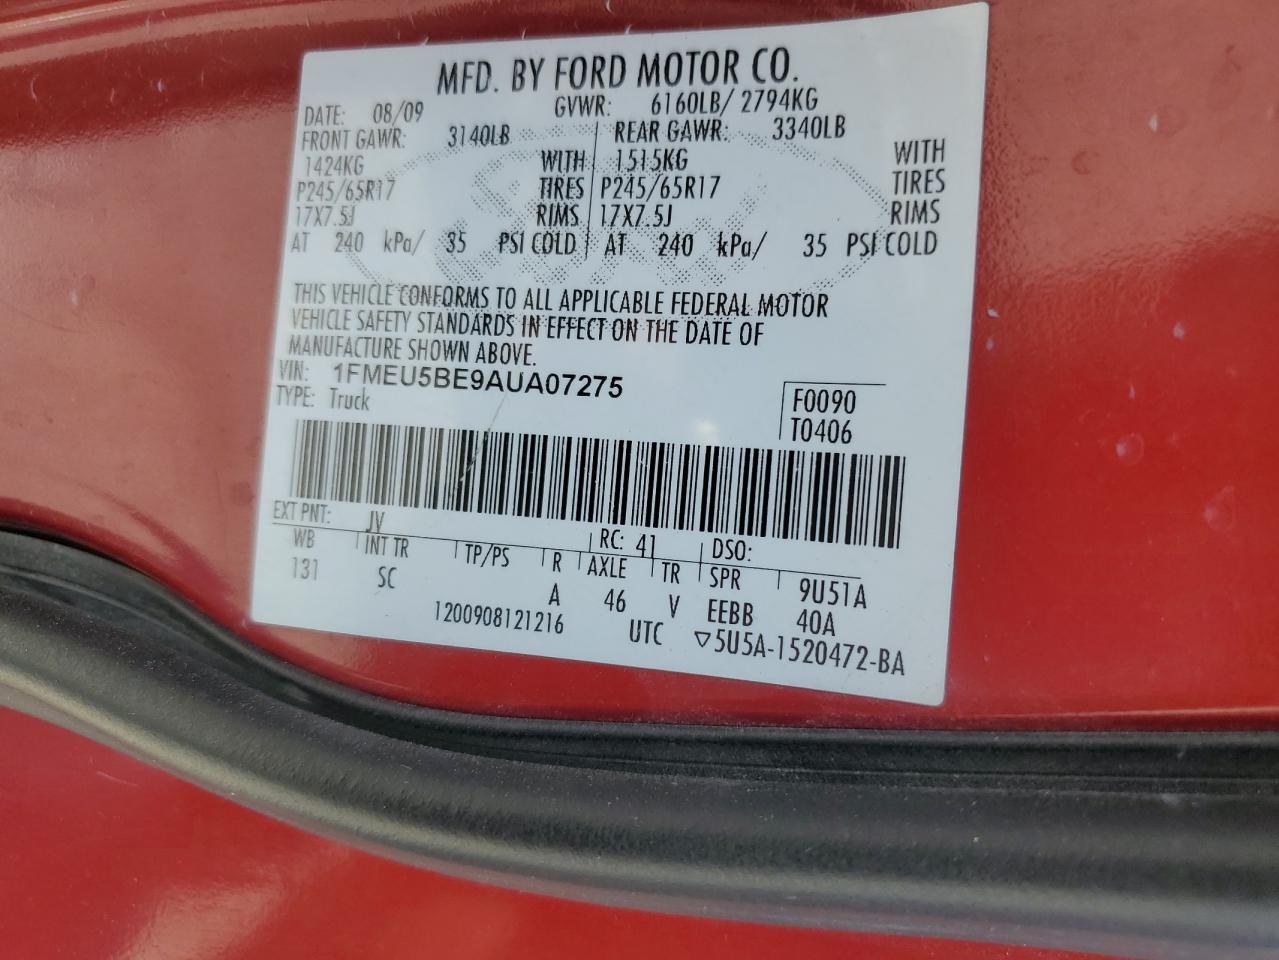 MFD. BY FORD MOTOR CO.
DATE: 08/09 GVWR: 6160LB/ 2794KG
FRONT GAWR: 3140LB REAR GAWR: 3340LB
1424KG WITH 1515KG WITH
P245/65R17 TIRES P245/65R17 TIRES
17X7.5J RIMS 17X7.5J RIMS
AT 240 kPa/ 35 PSI COLD AT 240 kPa/ 35 PSI COLD
THIS VEHICLE CONFORMS TO ALL APPLICABLE FEDERAL MOTOR
VEHICLE SAFETY STANDARDS IN EFFECT ON THE DATE OF
MANUFACTURE SHOWN ABOVE.
VIN: 1FMEU5BE9AUA07275
TYPE: Truck
F0090
T0406
EXT PNT: JV RC: 41 DSO:
WB INT TR TP/PS R AXLE TR SPR 9U51A
131 SC A 46 V EEBB 40A
1200908121216 UTC ▽5U5A-1520472-BA